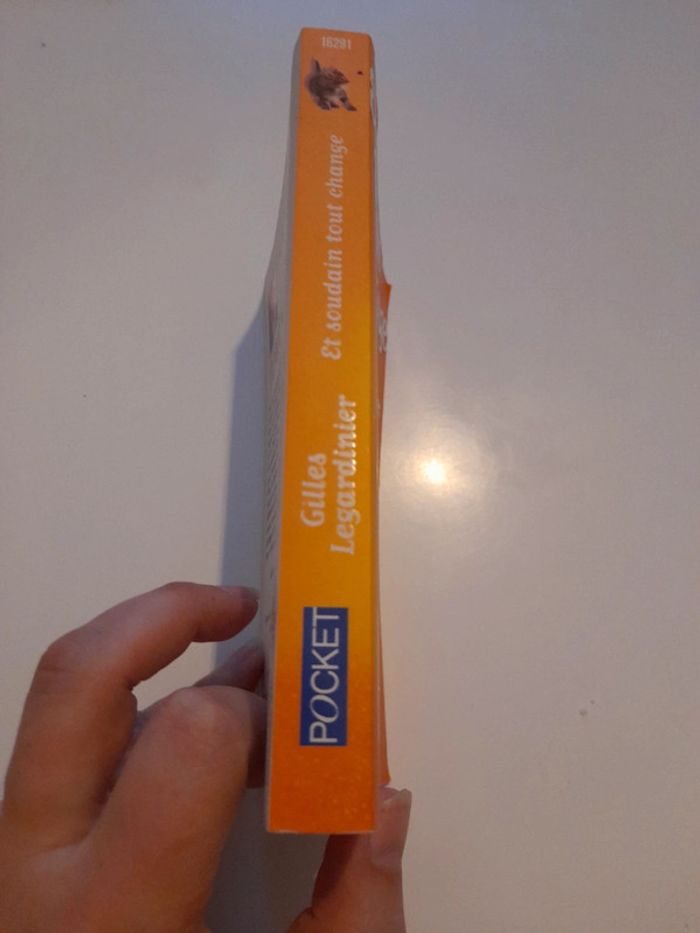 16291
Et soudain tout change
Gilles
Legardinier
POCKET